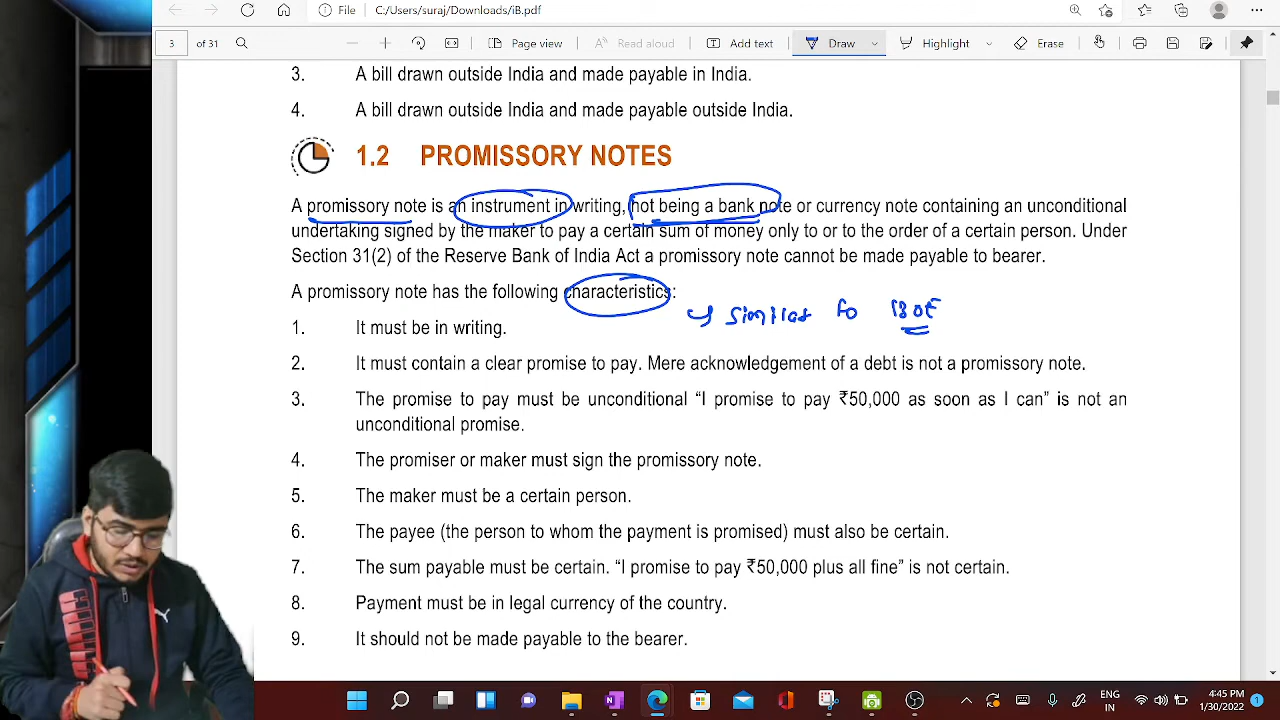 File C:/Users/suraj/Downloads/iB.pdf
3 of 31 Page view Read aloud Add text Draw Highlight Erase
3. A bill drawn outside India and made payable in India.
4. A bill drawn outside India and made payable outside India.
1.2 PROMISSORY NOTES
A promissory note is an instrument in writing, not being a bank note or currency note containing an unconditional
undertaking signed by the maker to pay a certain sum of money only to or to the order of a certain person. Under
Section 31(2) of the Reserve Bank of India Act a promissory note cannot be made payable to bearer.
A promissory note has the following characteristics:
Similar to BOE
1. It must be in writing.
2. It must contain a clear promise to pay. Mere acknowledgement of a debt is not a promissory note.
3. The promise to pay must be unconditional “I promise to pay ₹50,000 as soon as I can” is not an
unconditional promise.
4. The promiser or maker must sign the promissory note.
5. The maker must be a certain person.
6. The payee (the person to whom the payment is promised) must also be certain.
7. The sum payable must be certain. “I promise to pay ₹50,000 plus all fine” is not certain.
8. Payment must be in legal currency of the country.
9. It should not be made payable to the bearer.
ENG 4:45 PM
IN 1/30/2022